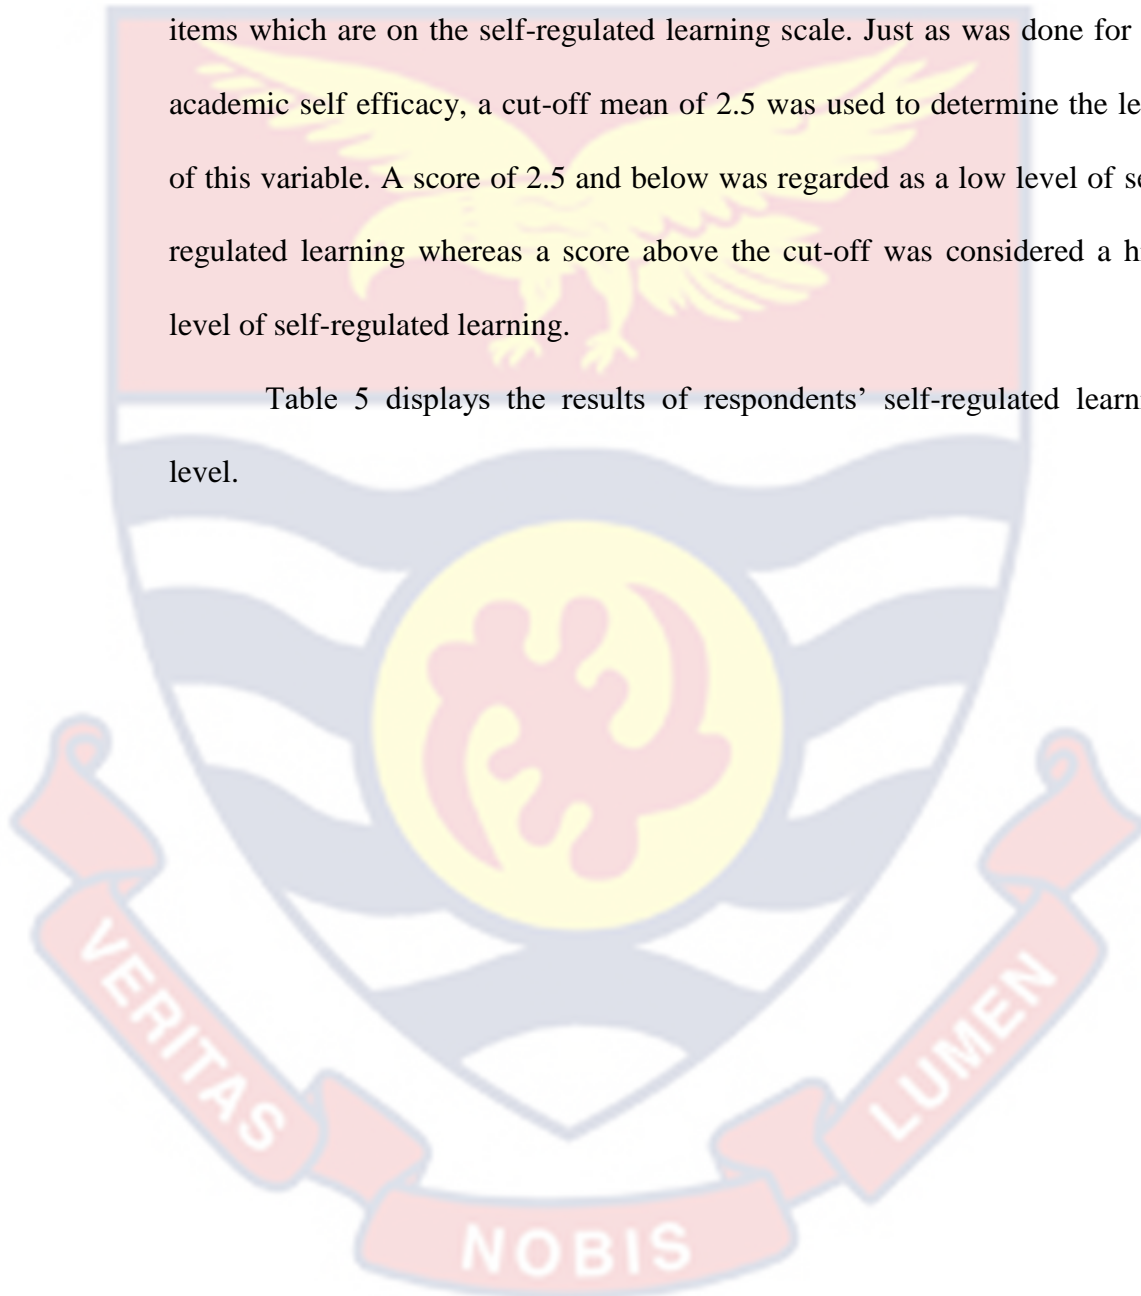 items which are on the self-regulated learning scale. Just as was done for
academic self efficacy, a cut-off mean of 2.5 was used to determine the
of this variable. A score of 2.5 and below was regarded as a low level of
regulated learning whereas a score above the cut-off was considered a
level of self-regulated learning.
Table 5 displays the results of respondents’ self-regulated
level.
VERITAS
NOBIS
LUMEN